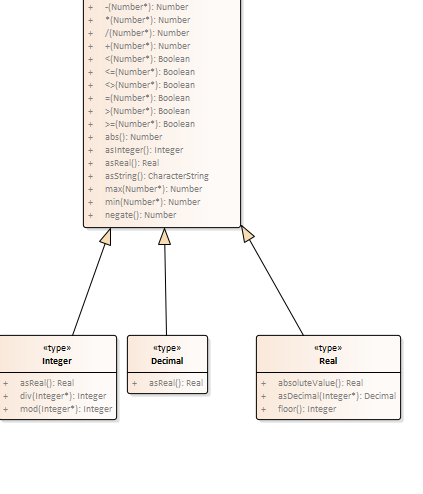 + -(Number*): Number
+ *(Number*): Number
+ /(Number*): Number
+ +(Number*): Number
+ <(Number*): Boolean
+ <=(Number*): Boolean
+ <>(Number*): Boolean
+ =(Number*): Boolean
+ >(Number*): Boolean
+ >=(Number*): Boolean
+ abs(): Number
+ asInteger(): Integer
+ asReal(): Real
+ asString(): CharacterString
+ max(Number*): Number
+ min(Number*): Number
+ negate(): Number
«type»
Integer
+ asReal(): Real
+ div(Integer*): Integer
+ mod(Integer*): Integer
«type»
Decimal
+ asReal(): Real
«type»
Real
+ absoluteValue(): Real
+ asDecimal(Integer*): Decimal
+ floor(): Integer